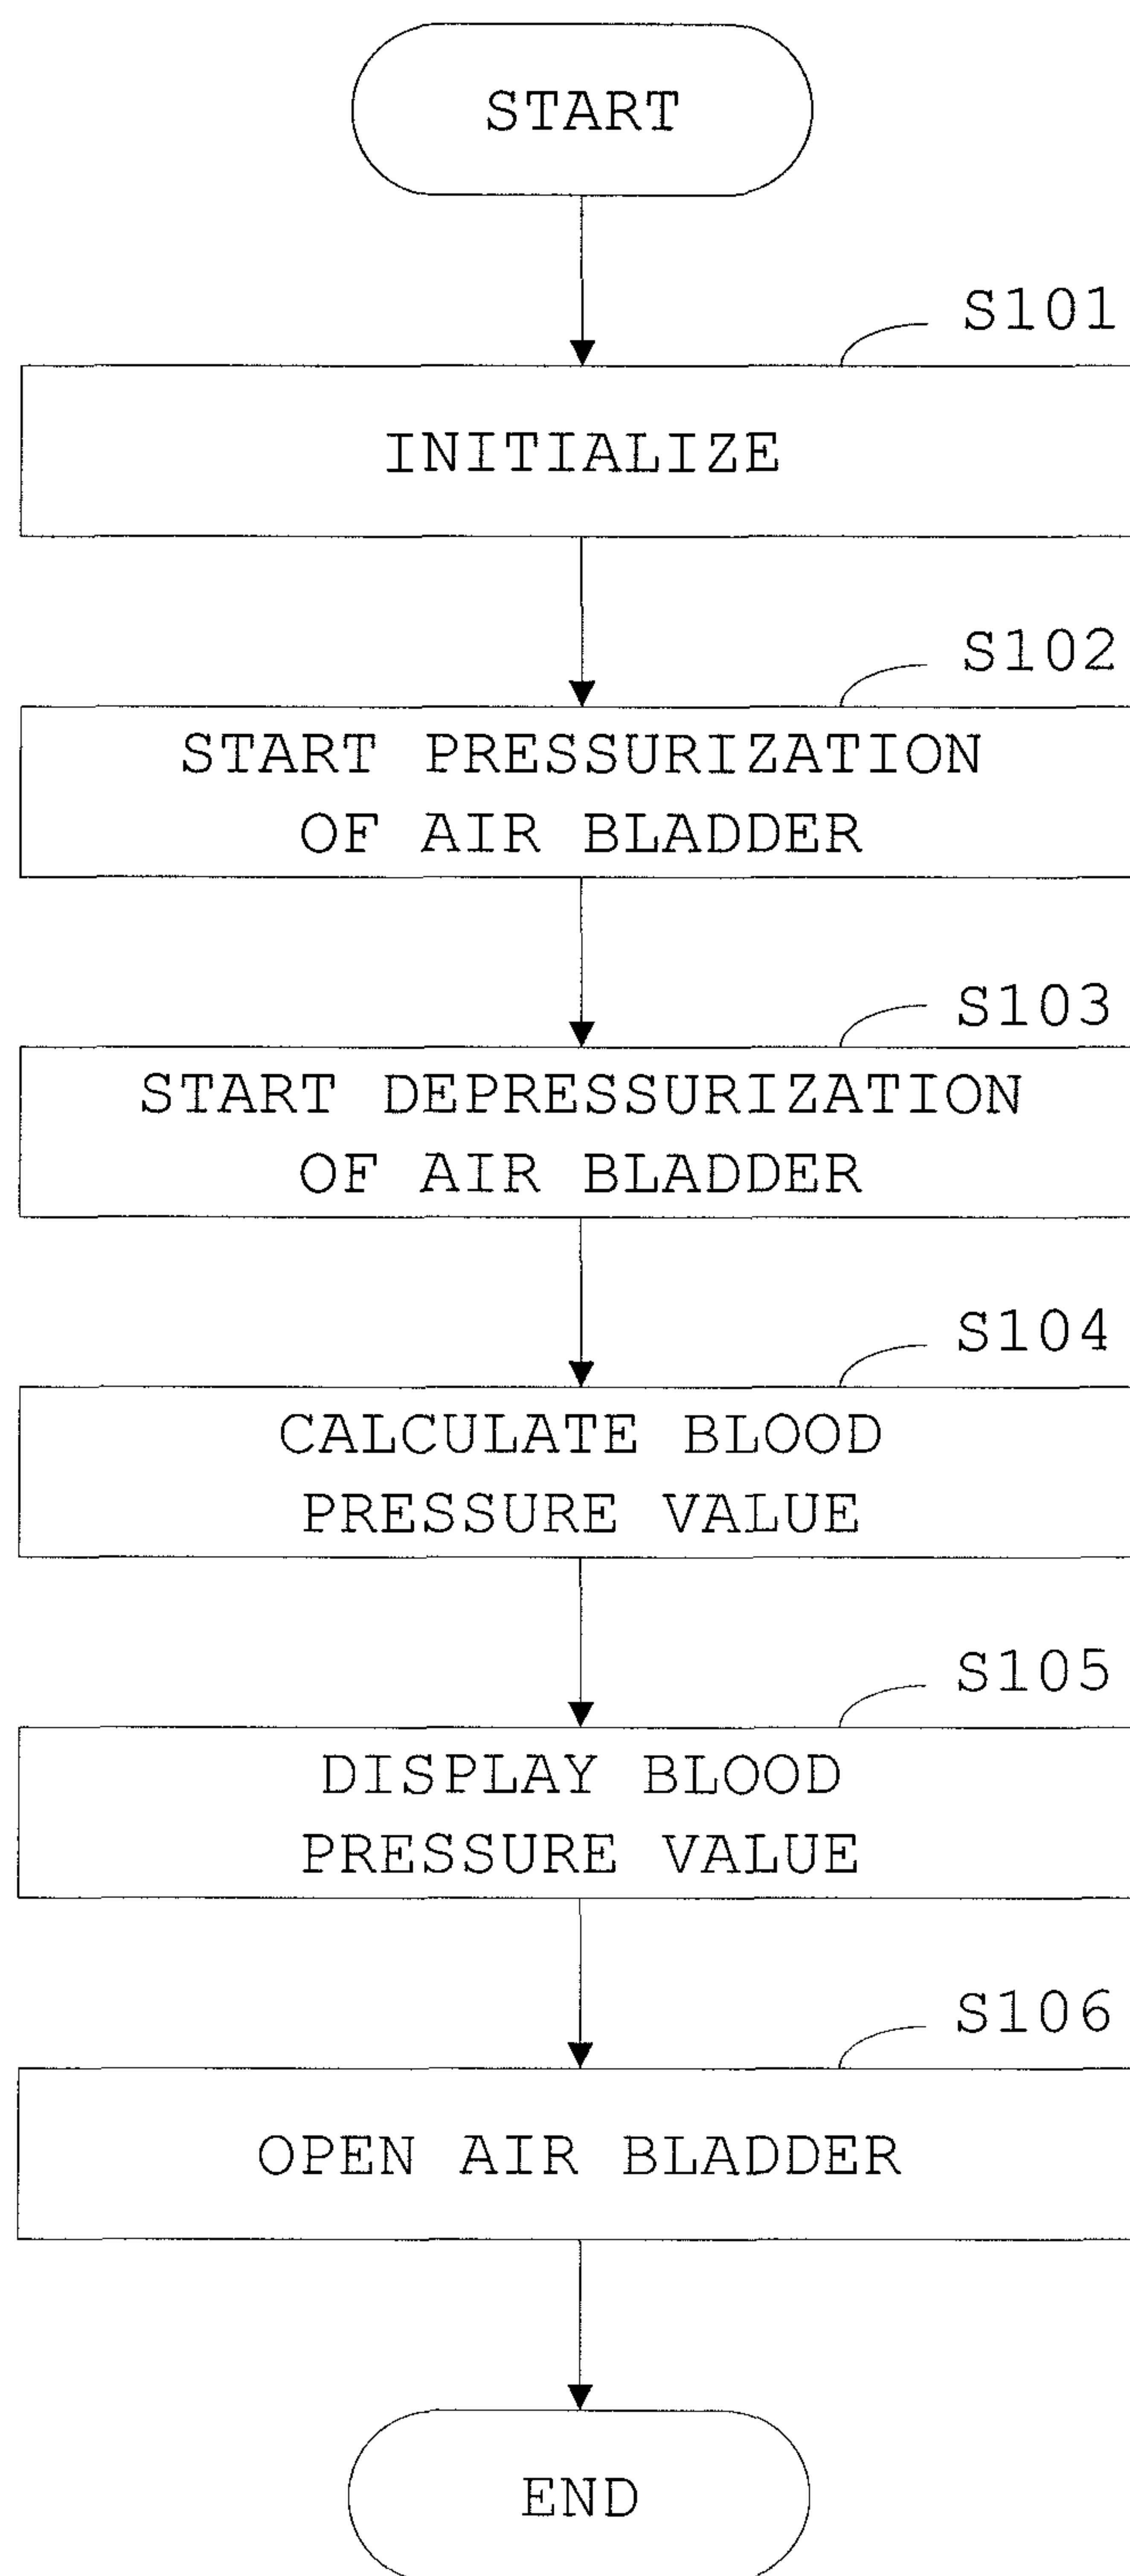 START
S101
INITIALIZE
S102
START PRESSURIZATION
OF AIR BLADDER
S103
START DEPRESSURIZATION
OF AIR BLADDER
S104
CALCULATE BLOOD
PRESSURE VALUE
S105
DISPLAY BLOOD
PRESSURE VALUE
S106
OPEN AIR BLADDER
END